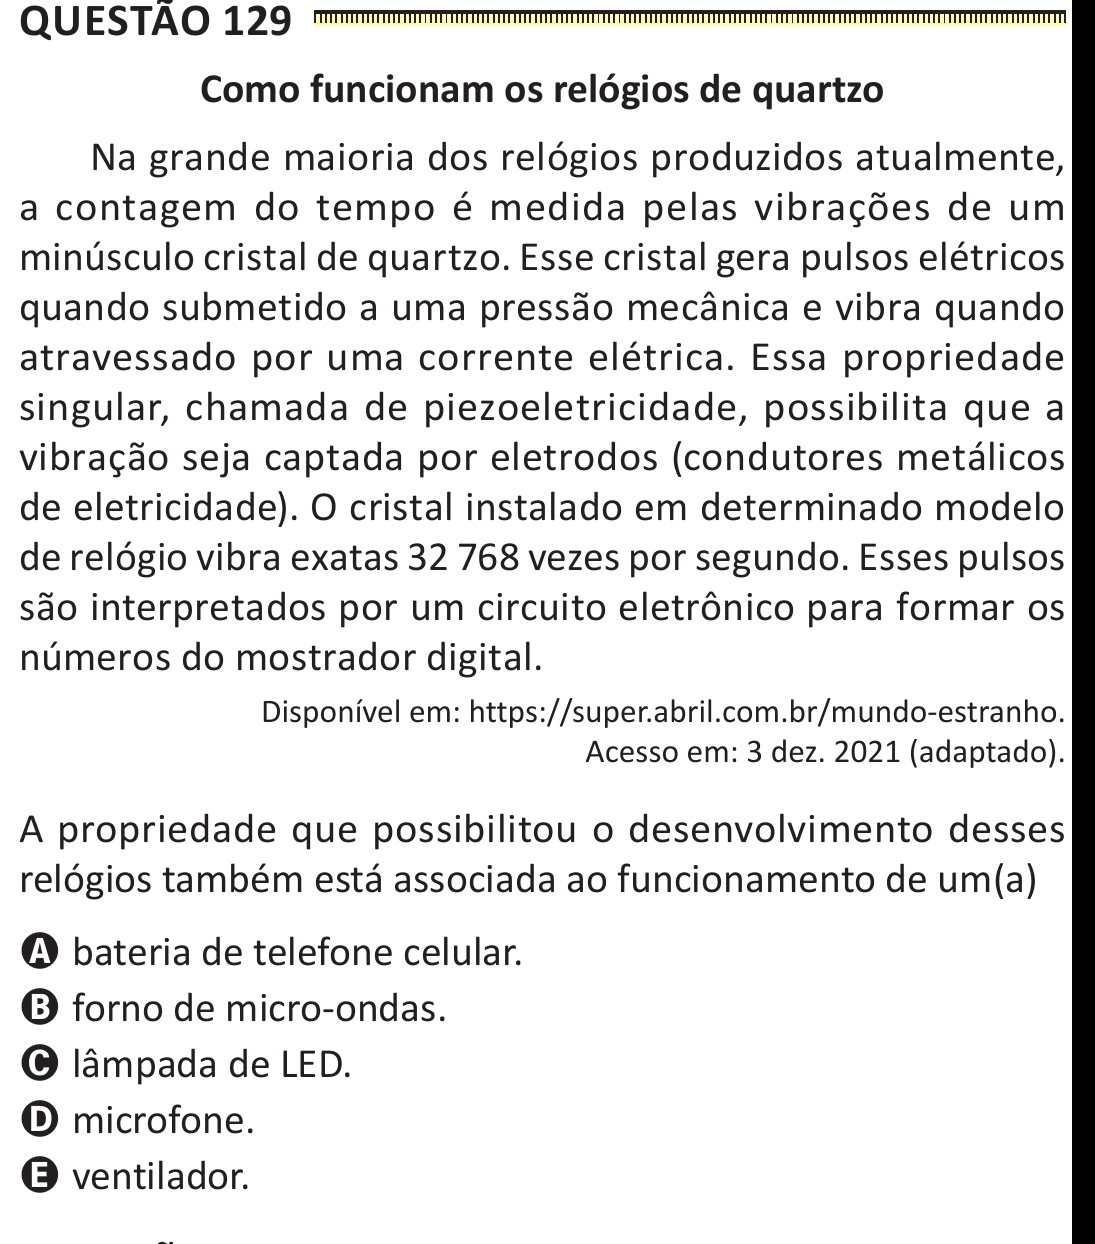 QUESTÃO 129
Como funcionam os relógios de quartzo
Na grande maioria dos relógios produzidos atualmente,
a contagem do tempo é medida pelas vibrações de um
minúsculo cristal de quartzo. Esse cristal gera pulsos elétricos
quando submetido a uma pressão mecânica e vibra quando
atravessado por uma corrente elétrica. Essa propriedade
singular, chamada de piezoeletricidade, possibilita que a
vibração seja captada por eletrodos (condutores metálicos
de eletricidade). O cristal instalado em determinado modelo
de relógio vibra exatas 32 768 vezes por segundo. Esses pulsos
são interpretados por um circuito eletrônico para formar os
números do mostrador digital.
Disponível em: https://super.abril.com.br/mundo-estranho.
Acesso em: 3 dez. 2021 (adaptado).
A propriedade que possibilitou o desenvolvimento desses
relógios também está associada ao funcionamento de um(a)
A bateria de telefone celular.
B forno de micro-ondas.
C lâmpada de LED.
D microfone.
E ventilador.